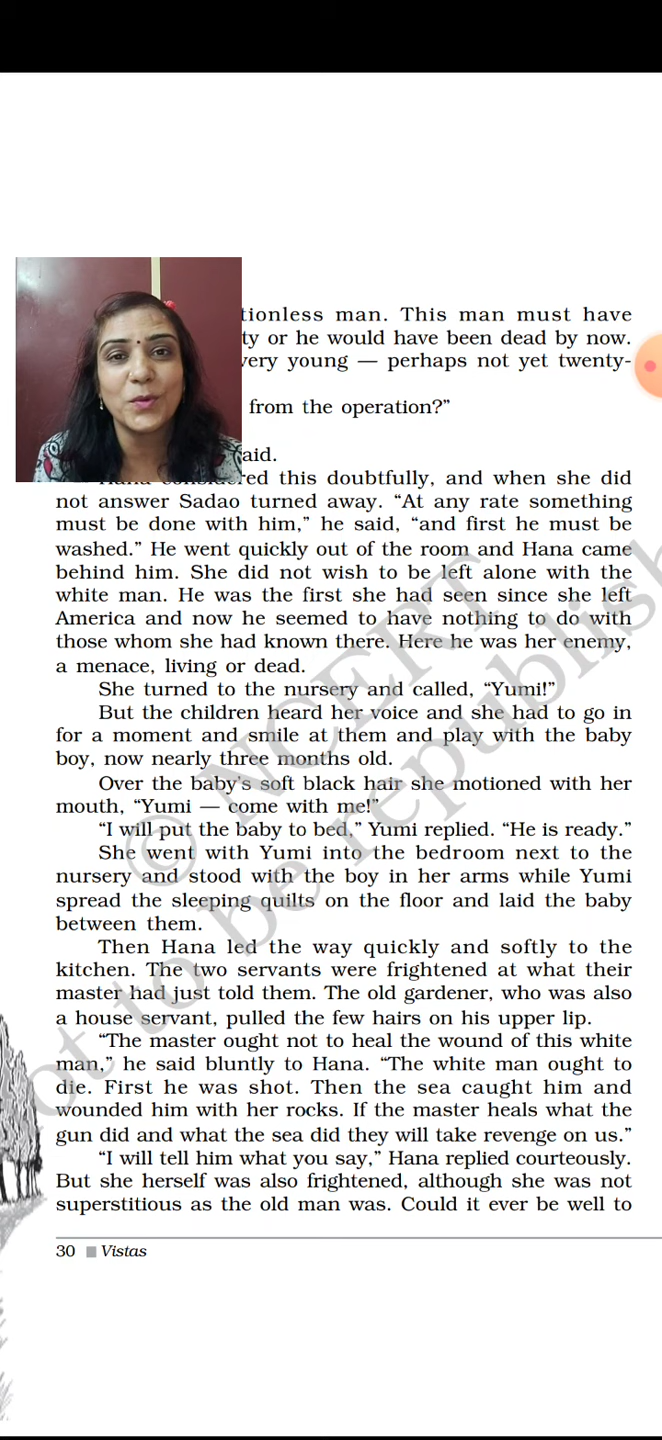 tionless man. This man must have
ty or he would have been dead by now.
very young — perhaps not yet twenty-
from the operation?”
aid.
Hana considered this doubtfully, and when she did
not answer Sadao turned away. “At any rate something
must be done with him,” he said, “and first he must be
washed.” He went quickly out of the room and Hana came
behind him. She did not wish to be left alone with the
white man. He was the first she had seen since she left
America and now he seemed to have nothing to do with
those whom she had known there. Here he was her enemy,
a menace, living or dead.
She turned to the nursery and called, “Yumi!”
But the children heard her voice and she had to go in
for a moment and smile at them and play with the baby
boy, now nearly three months old.
Over the baby's soft black hair she motioned with her
mouth, “Yumi — come with me!”
“I will put the baby to bed,” Yumi replied. “He is ready.”
She went with Yumi into the bedroom next to the
nursery and stood with the boy in her arms while Yumi
spread the sleeping quilts on the floor and laid the baby
between them.
Then Hana led the way quickly and softly to the
kitchen. The two servants were frightened at what their
master had just told them. The old gardener, who was also
a house servant, pulled the few hairs on his upper lip.
“The master ought not to heal the wound of this white
man,” he said bluntly to Hana. “The white man ought to
die. First he was shot. Then the sea caught him and
wounded him with her rocks. If the master heals what the
gun did and what the sea did they will take revenge on us.”
“I will tell him what you say,” Hana replied courteously.
But she herself was also frightened, although she was not
superstitious as the old man was. Could it ever be well to
30 ■ Vistas
© NCERT
not to be republish